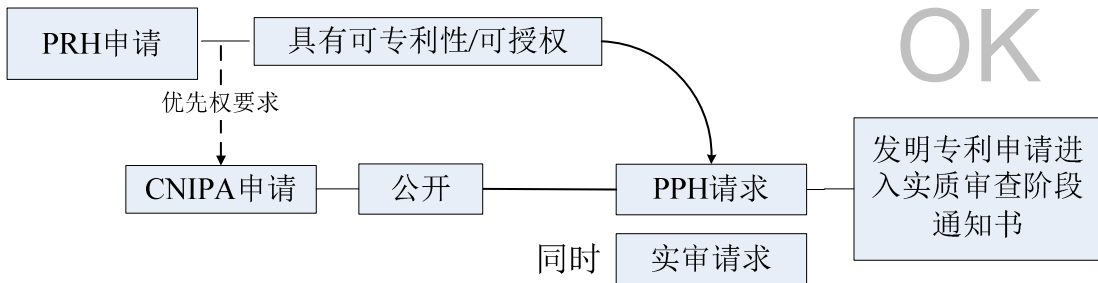 PRH申请
具有可专利性/可授权
OK
优先权要求
CNIPA申请
公开
PPH请求
发明专利申请进
入实质审查阶段
通知书
同时
实审请求